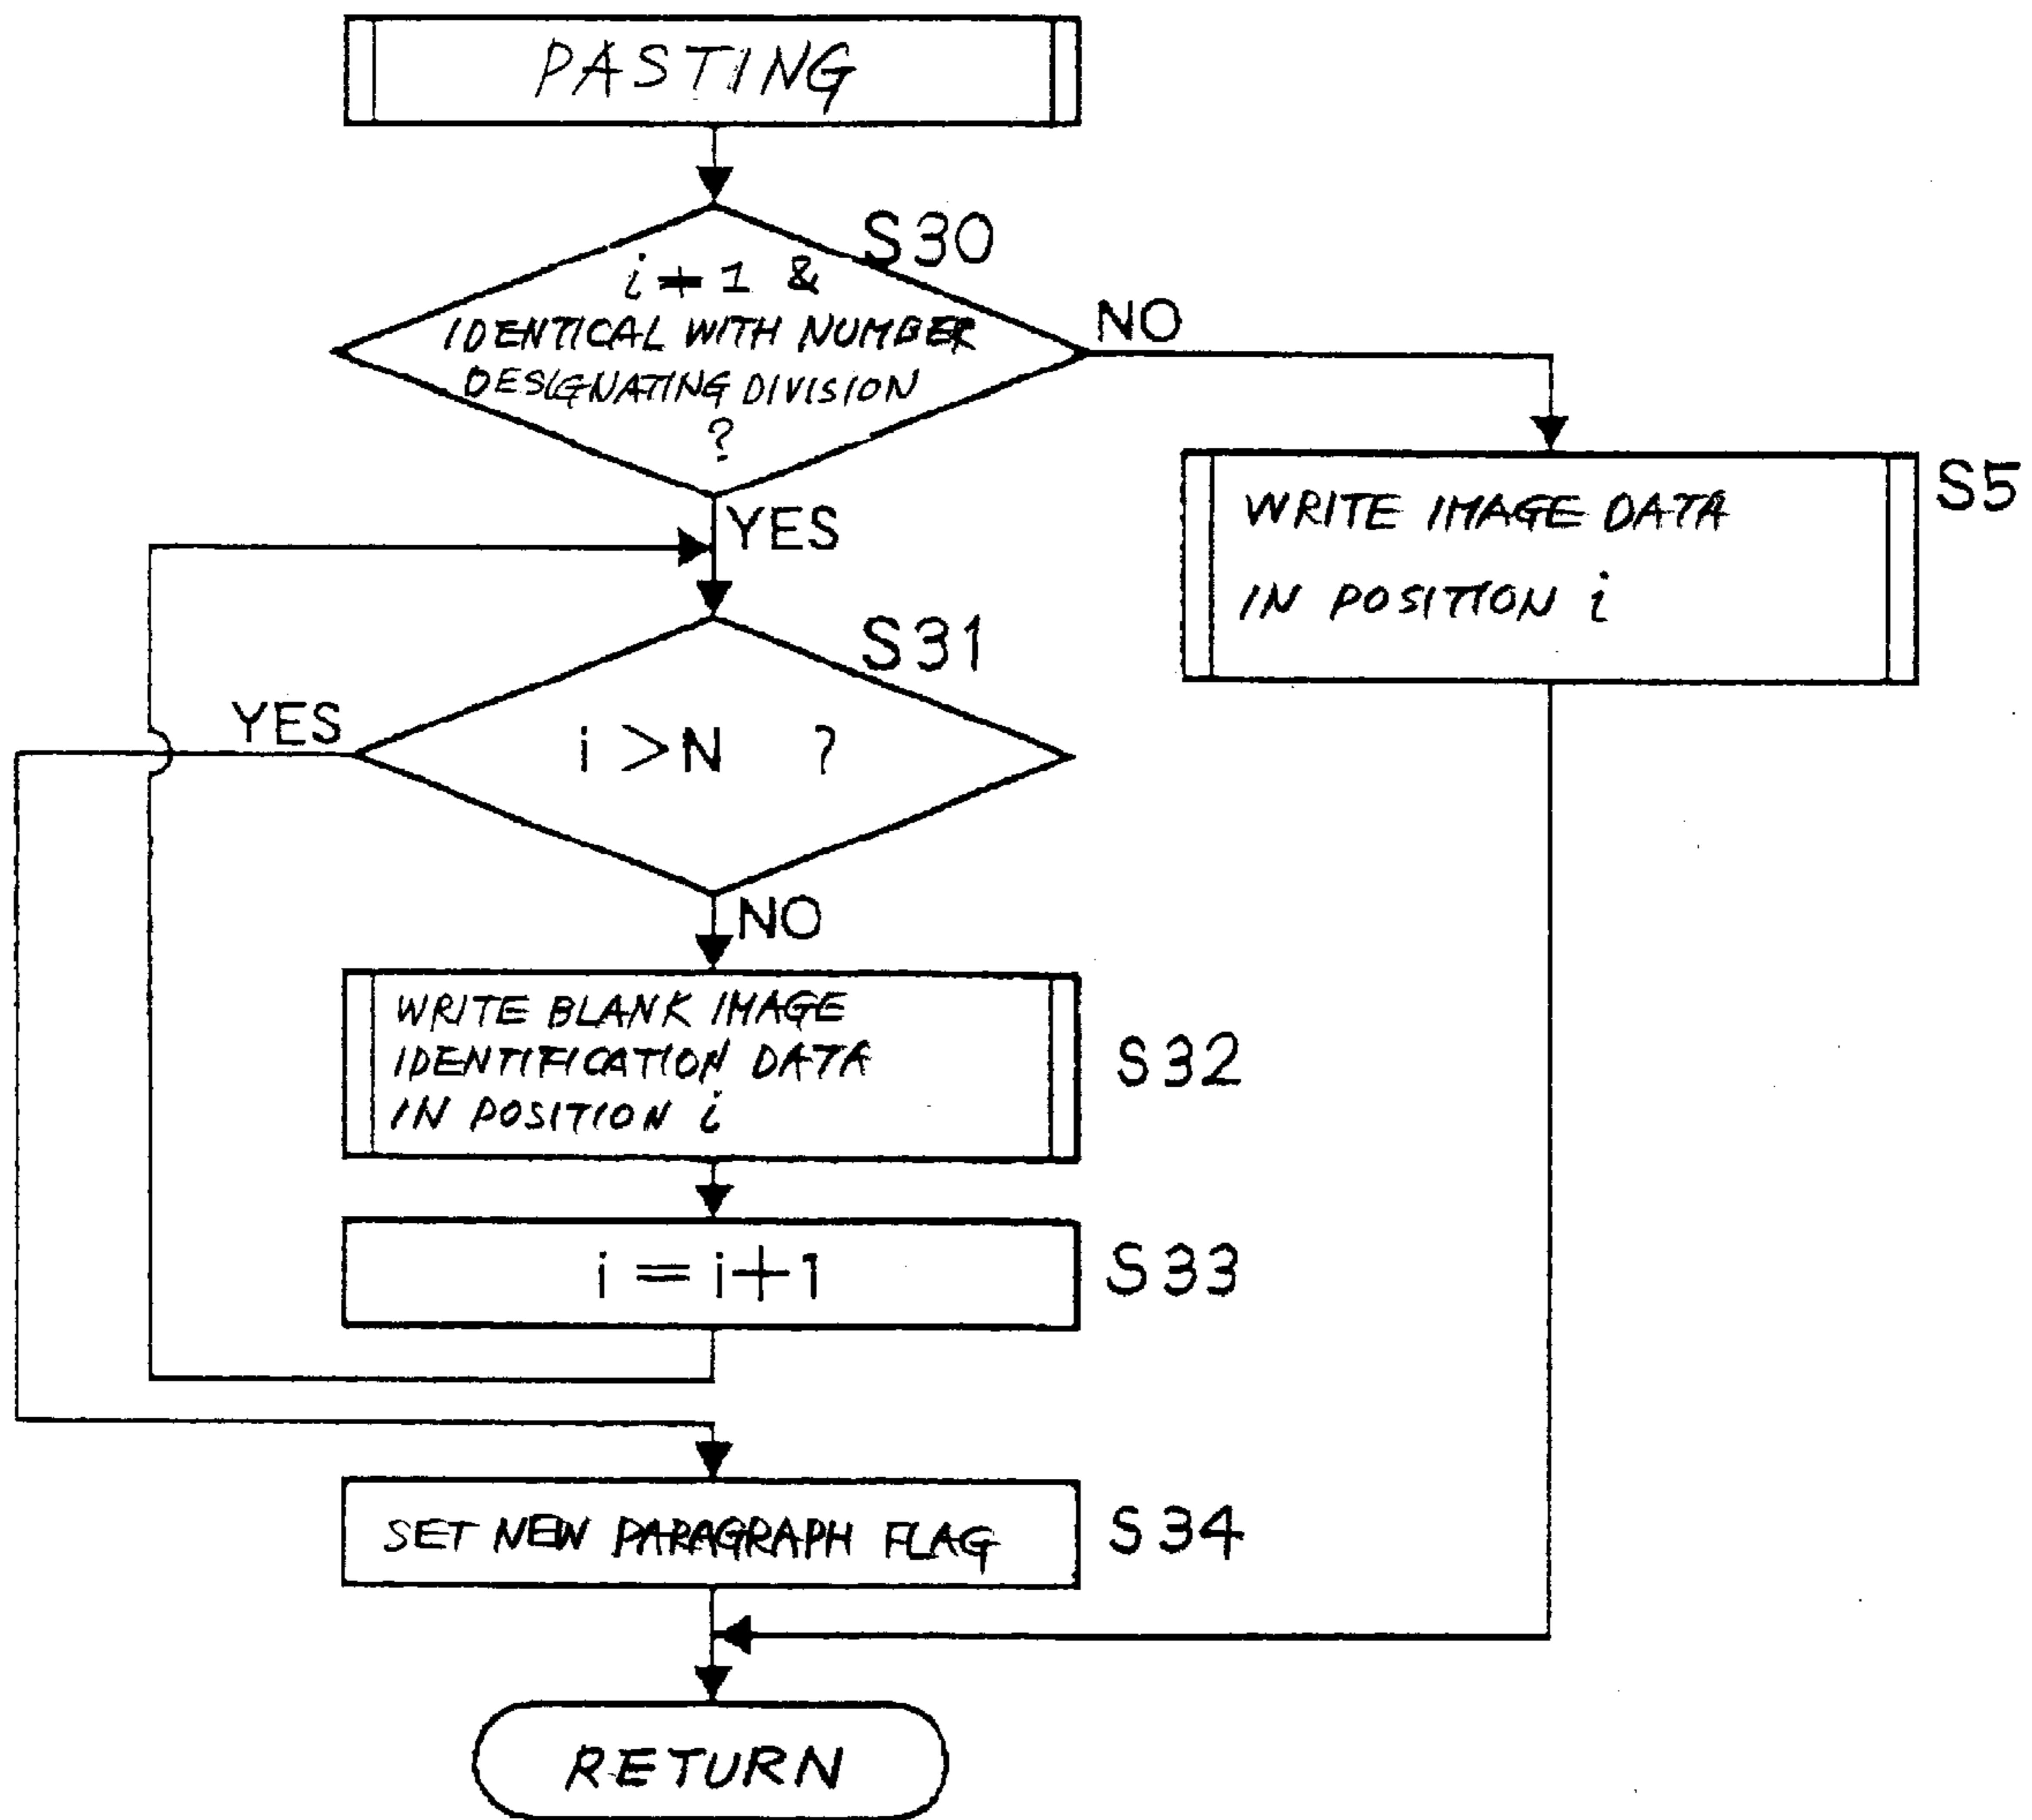 PASTING
S30
i ≠ 1 &
IDENTICAL WITH NUMBER
DESIGNATING DIVISION
?
NO
YES
S5
WRITE IMAGE DATA
IN POSITION i
S31
YES
i > N ?
NO
WRITE BLANK IMAGE
IDENTIFICATION DATA
IN POSITION i
S32
i = i + 1
S33
SET NEW PARAGRAPH FLAG
S34
RETURN